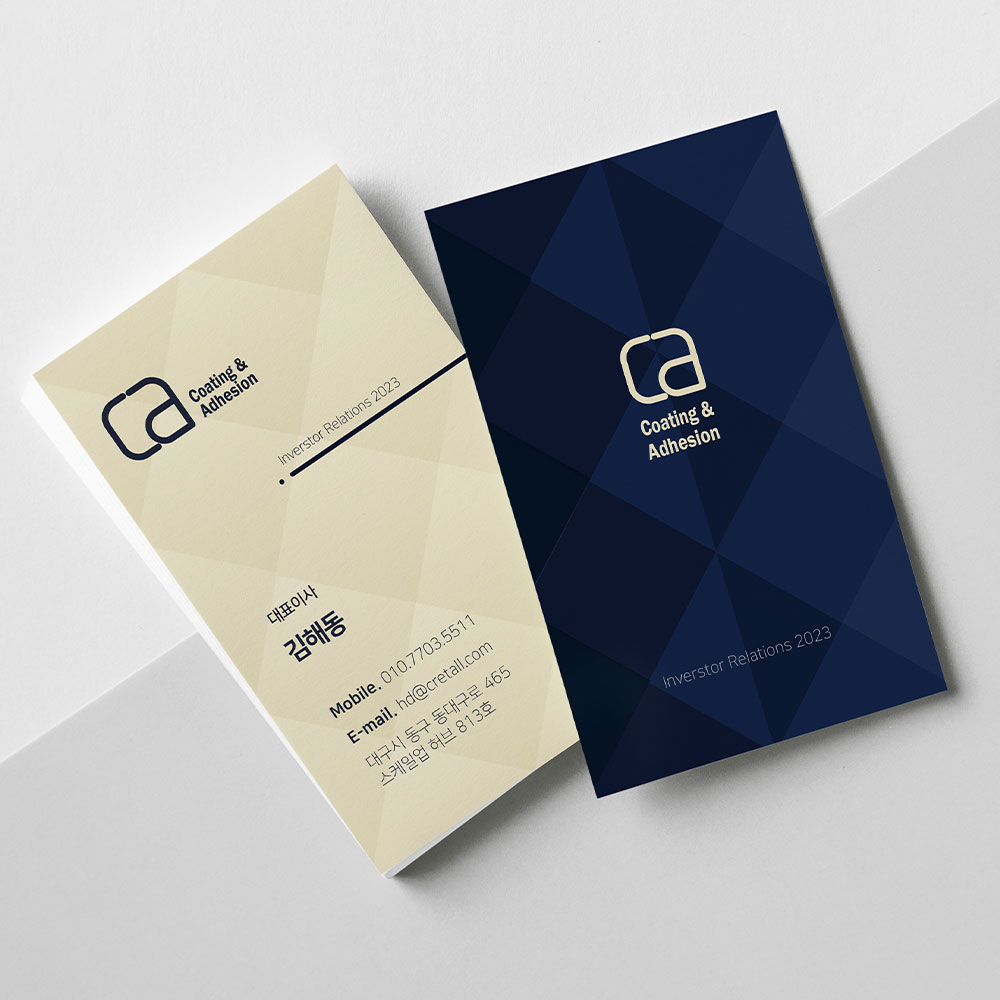 ca
Coating &
Adhesion
Inverstor Relations 2023
대표이사
김해동
Mobile. 010.7703.5511
E-mail. hd@cretall.com
대구시 동구 동대구로 465
스케일업 허브 813호
ca
Coating &
Adhesion
Inverstor Relations 2023